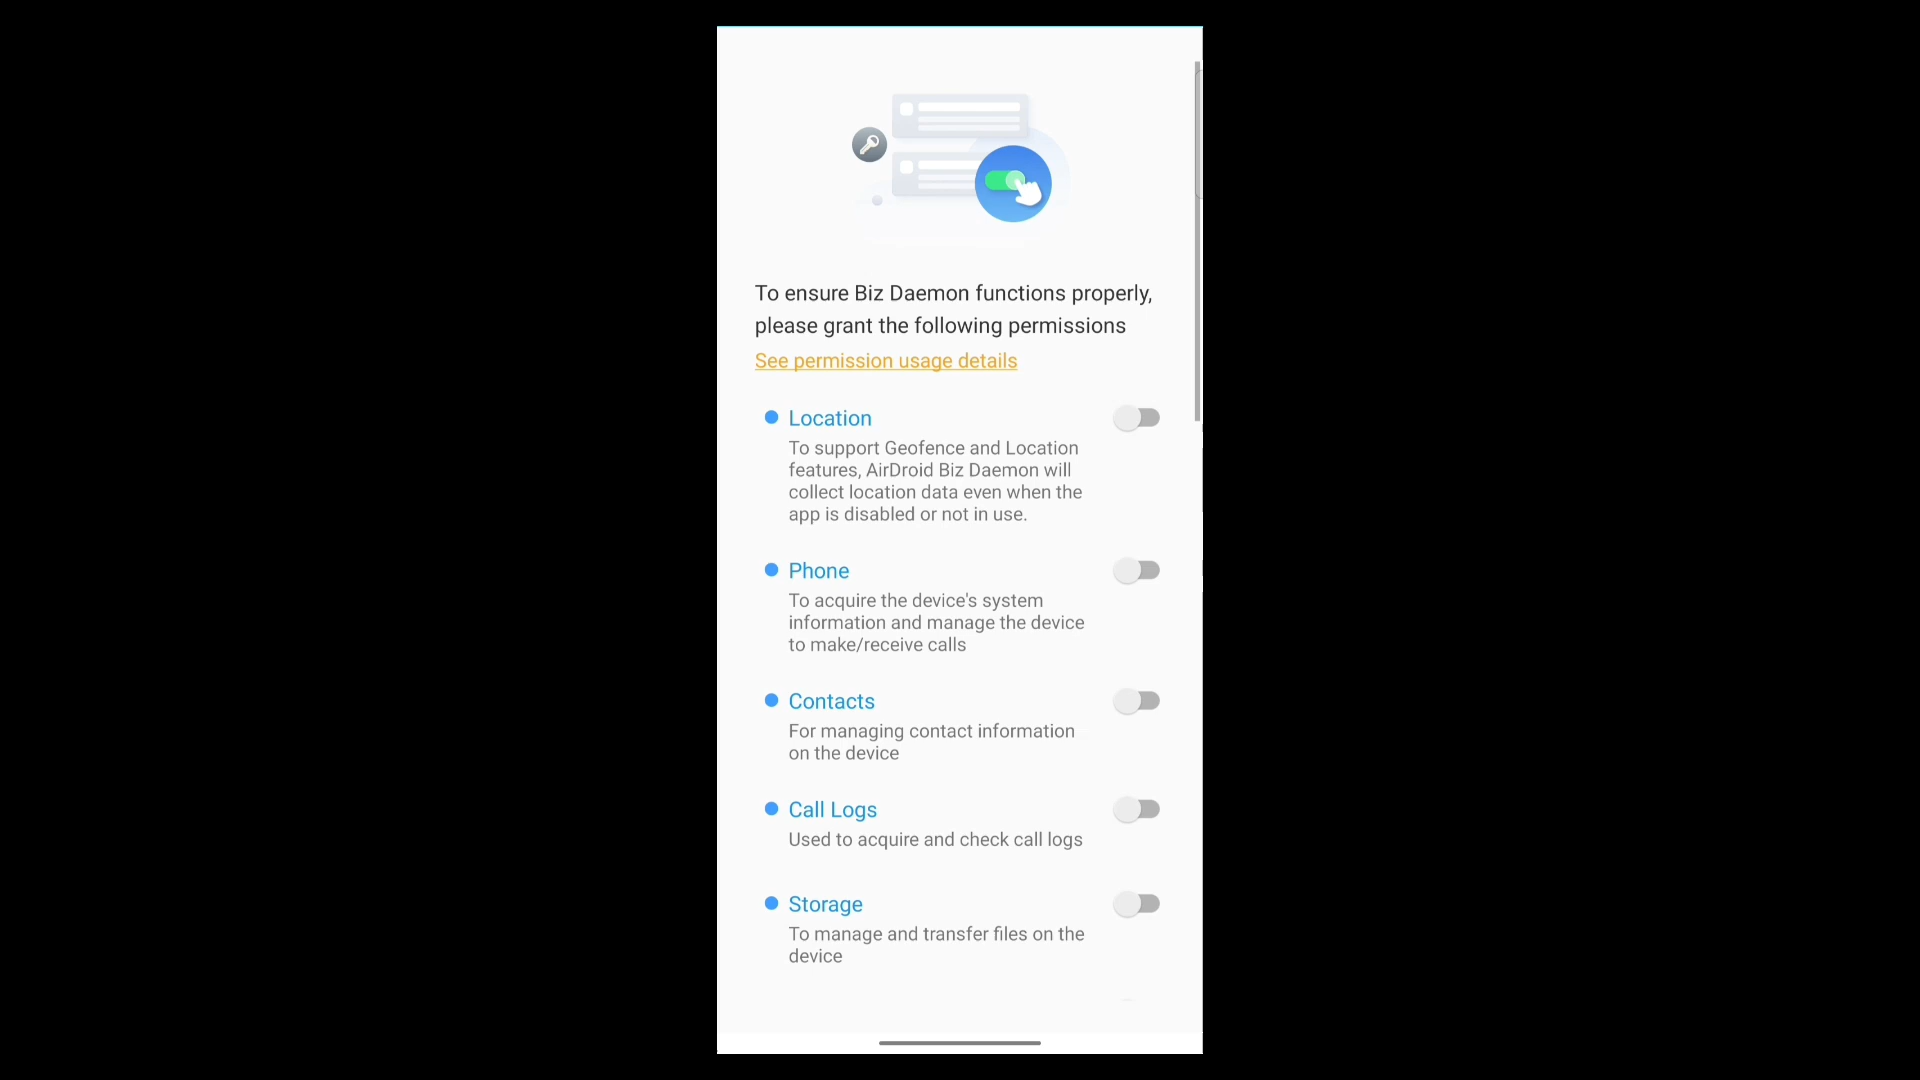 To ensure Biz Daemon functions properly,
please grant the following permissions
See permission usage details
Location
To support Geofence and Location
features, AirDroid Biz Daemon will
collect location data even when the
app is disabled or not in use.
Phone
To acquire the device's system
information and manage the device
to make/receive calls
Contacts
For managing contact information
on the device
Call Logs
Used to acquire and check call logs
Storage
To manage and transfer files on the
device